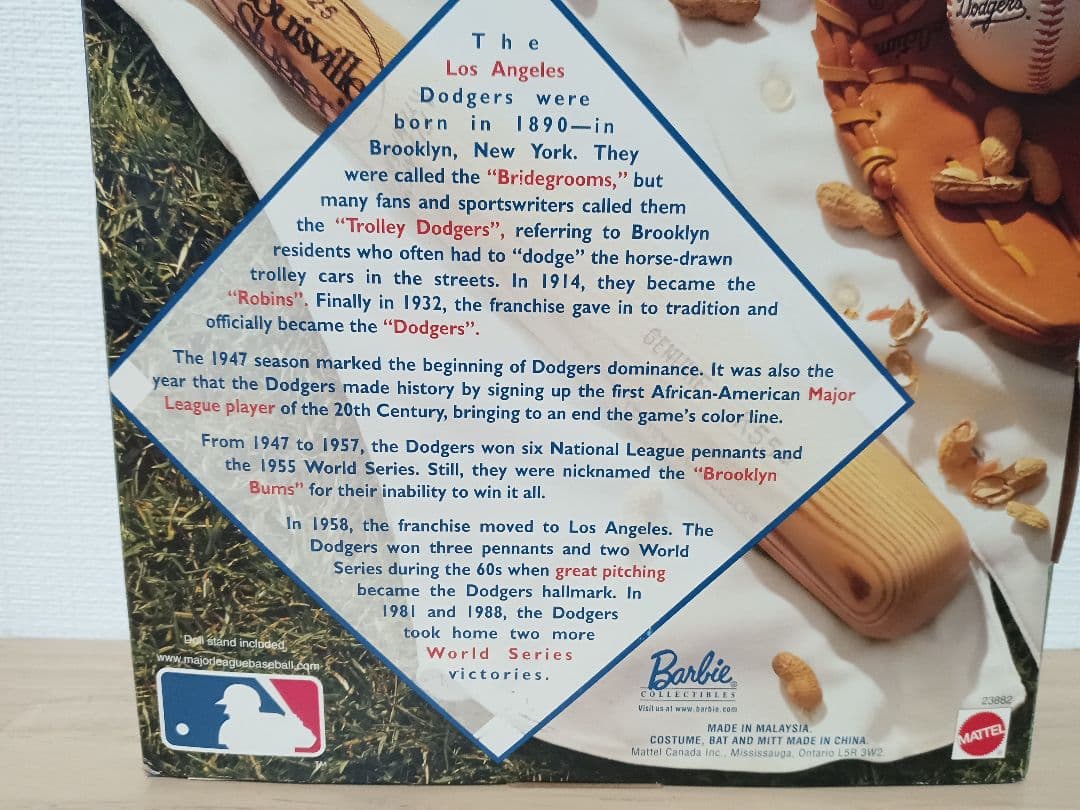 25
Louisville
Slugger
Dodgers
The
Los Angeles
Dodgers were
born in 1890—in
Brooklyn, New York. They
were called the “Bridegrooms,” but
many fans and sportswriters called them
the “Trolley Dodgers”, referring to Brooklyn
residents who often had to “dodge” the horse-drawn
trolley cars in the streets. In 1914, they became the
“Robins”. Finally in 1932, the franchise gave in to tradition and
officially became the “Dodgers”.
GENUINE
The 1947 season marked the beginning of Dodgers dominance. It was also the
year that the Dodgers made history by signing up the first African-American Major
League player of the 20th Century, bringing to an end the game’s color line.
From 1947 to 1957, the Dodgers won six National League pennants and
the 1955 World Series. Still, they were nicknamed the “Brooklyn
Bums” for their inability to win it all.
In 1958, the franchise moved to Los Angeles. The
Dodgers won three pennants and two World
Series during the 60s when great pitching
became the Dodgers hallmark. In
1981 and 1988, the Dodgers
took home two more
World Series
victories.
Doll stand included.
www.majorleaguebaseball.com
TM
Barbie®
COLLECTIBLES
Visit us at www.barbie.com
MADE IN MALAYSIA.
COSTUME, BAT AND MITT MADE IN CHINA.
Mattel Canada Inc., Mississauga, Ontario L5R 3W2.
23882
MATTEL